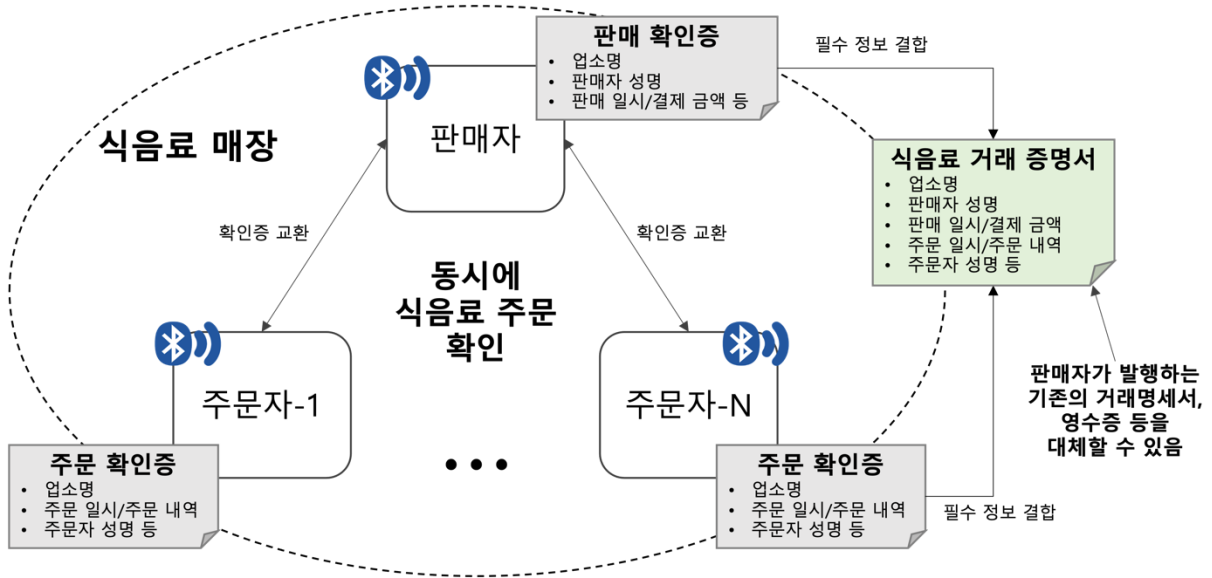 판매 확인증
• 업소명
• 판매자 성명
• 판매 일시/결제 금액 등
필수 정보 결합
판매자
식음료 매장
식음료 거래 증명서
• 업소명
• 판매자 성명
• 판매 일시/결제 금액
• 주문 일시/주문 내역
• 주문자 성명 등
확인증 교환
확인증 교환
동시에
식음료 주문
확인
주문자-1
주문자-N
판매자가 발행하는
기존의 거래명세서,
영수증 등을
대체할 수 있음
주문 확인증
• 업소명
• 주문 일시/주문 내역
• 주문자 성명 등
• • •
주문 확인증
• 업소명
• 주문 일시/주문 내역
• 주문자 성명 등
필수 정보 결합